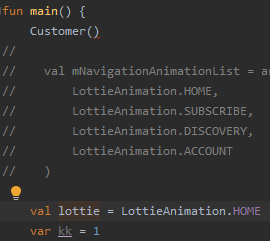 fun main() {
Customer()
//
//    val mNavigationAnimationList = a
//        LottieAnimation.HOME,
//        LottieAnimation.SUBSCRIBE,
//        LottieAnimation.DISCOVERY,
//        LottieAnimation.ACCOUNT
//    )
val lottie = LottieAnimation.HOME
var kk = 1